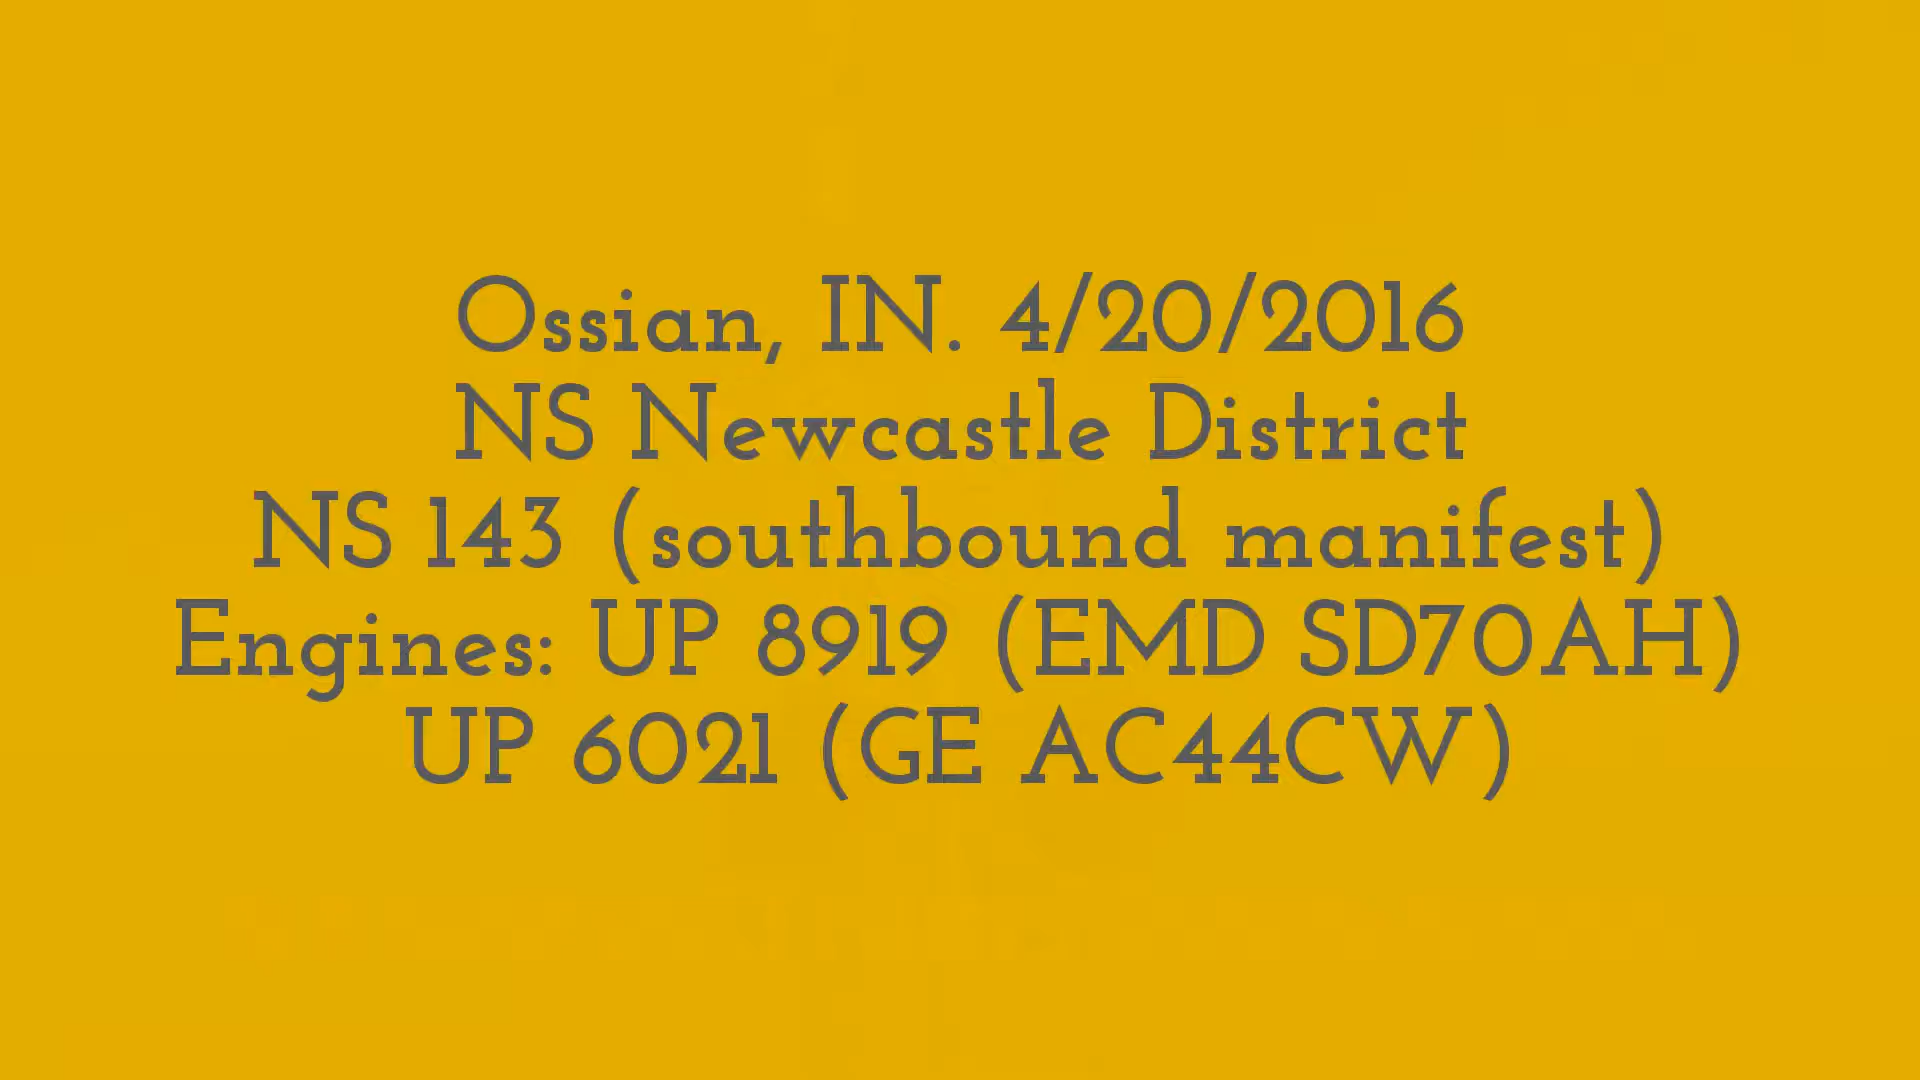 Ossian, IN. 4/20/2016
NS Newcastle District
NS 143 (southbound manifest)
Engines: UP 8919 (EMD SD70AH)
UP 6021 (GE AC44CW)